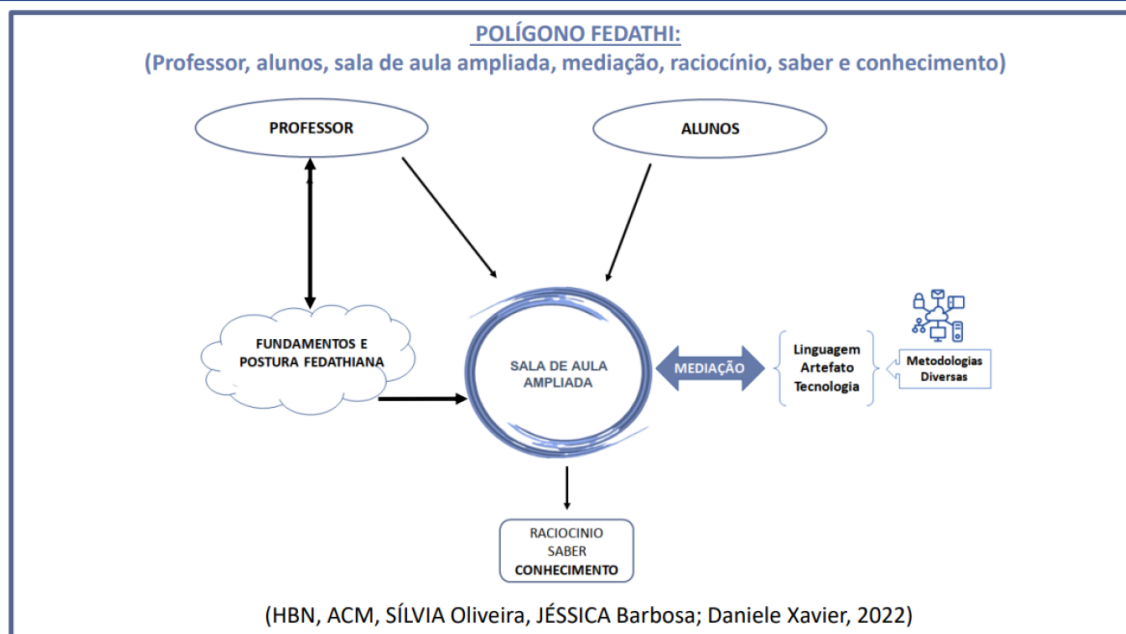 POLÍGONO FEDATHI:
(Professor, alunos, sala de aula ampliada, mediação, raciocínio, saber e conhecimento)
PROFESSOR
ALUNOS
FUNDAMENTOS E
POSTURA FEDATHIANA
SALA DE AULA
AMPLIADA
MEDIAÇÃO
Linguagem
Artefato
Tecnologia
Metodologias
Diversas
RACIOCINIO
SABER
CONHECIMENTO
(HBN, ACM, SÍLVIA Oliveira, JÉSSICA Barbosa; Daniele Xavier, 2022)